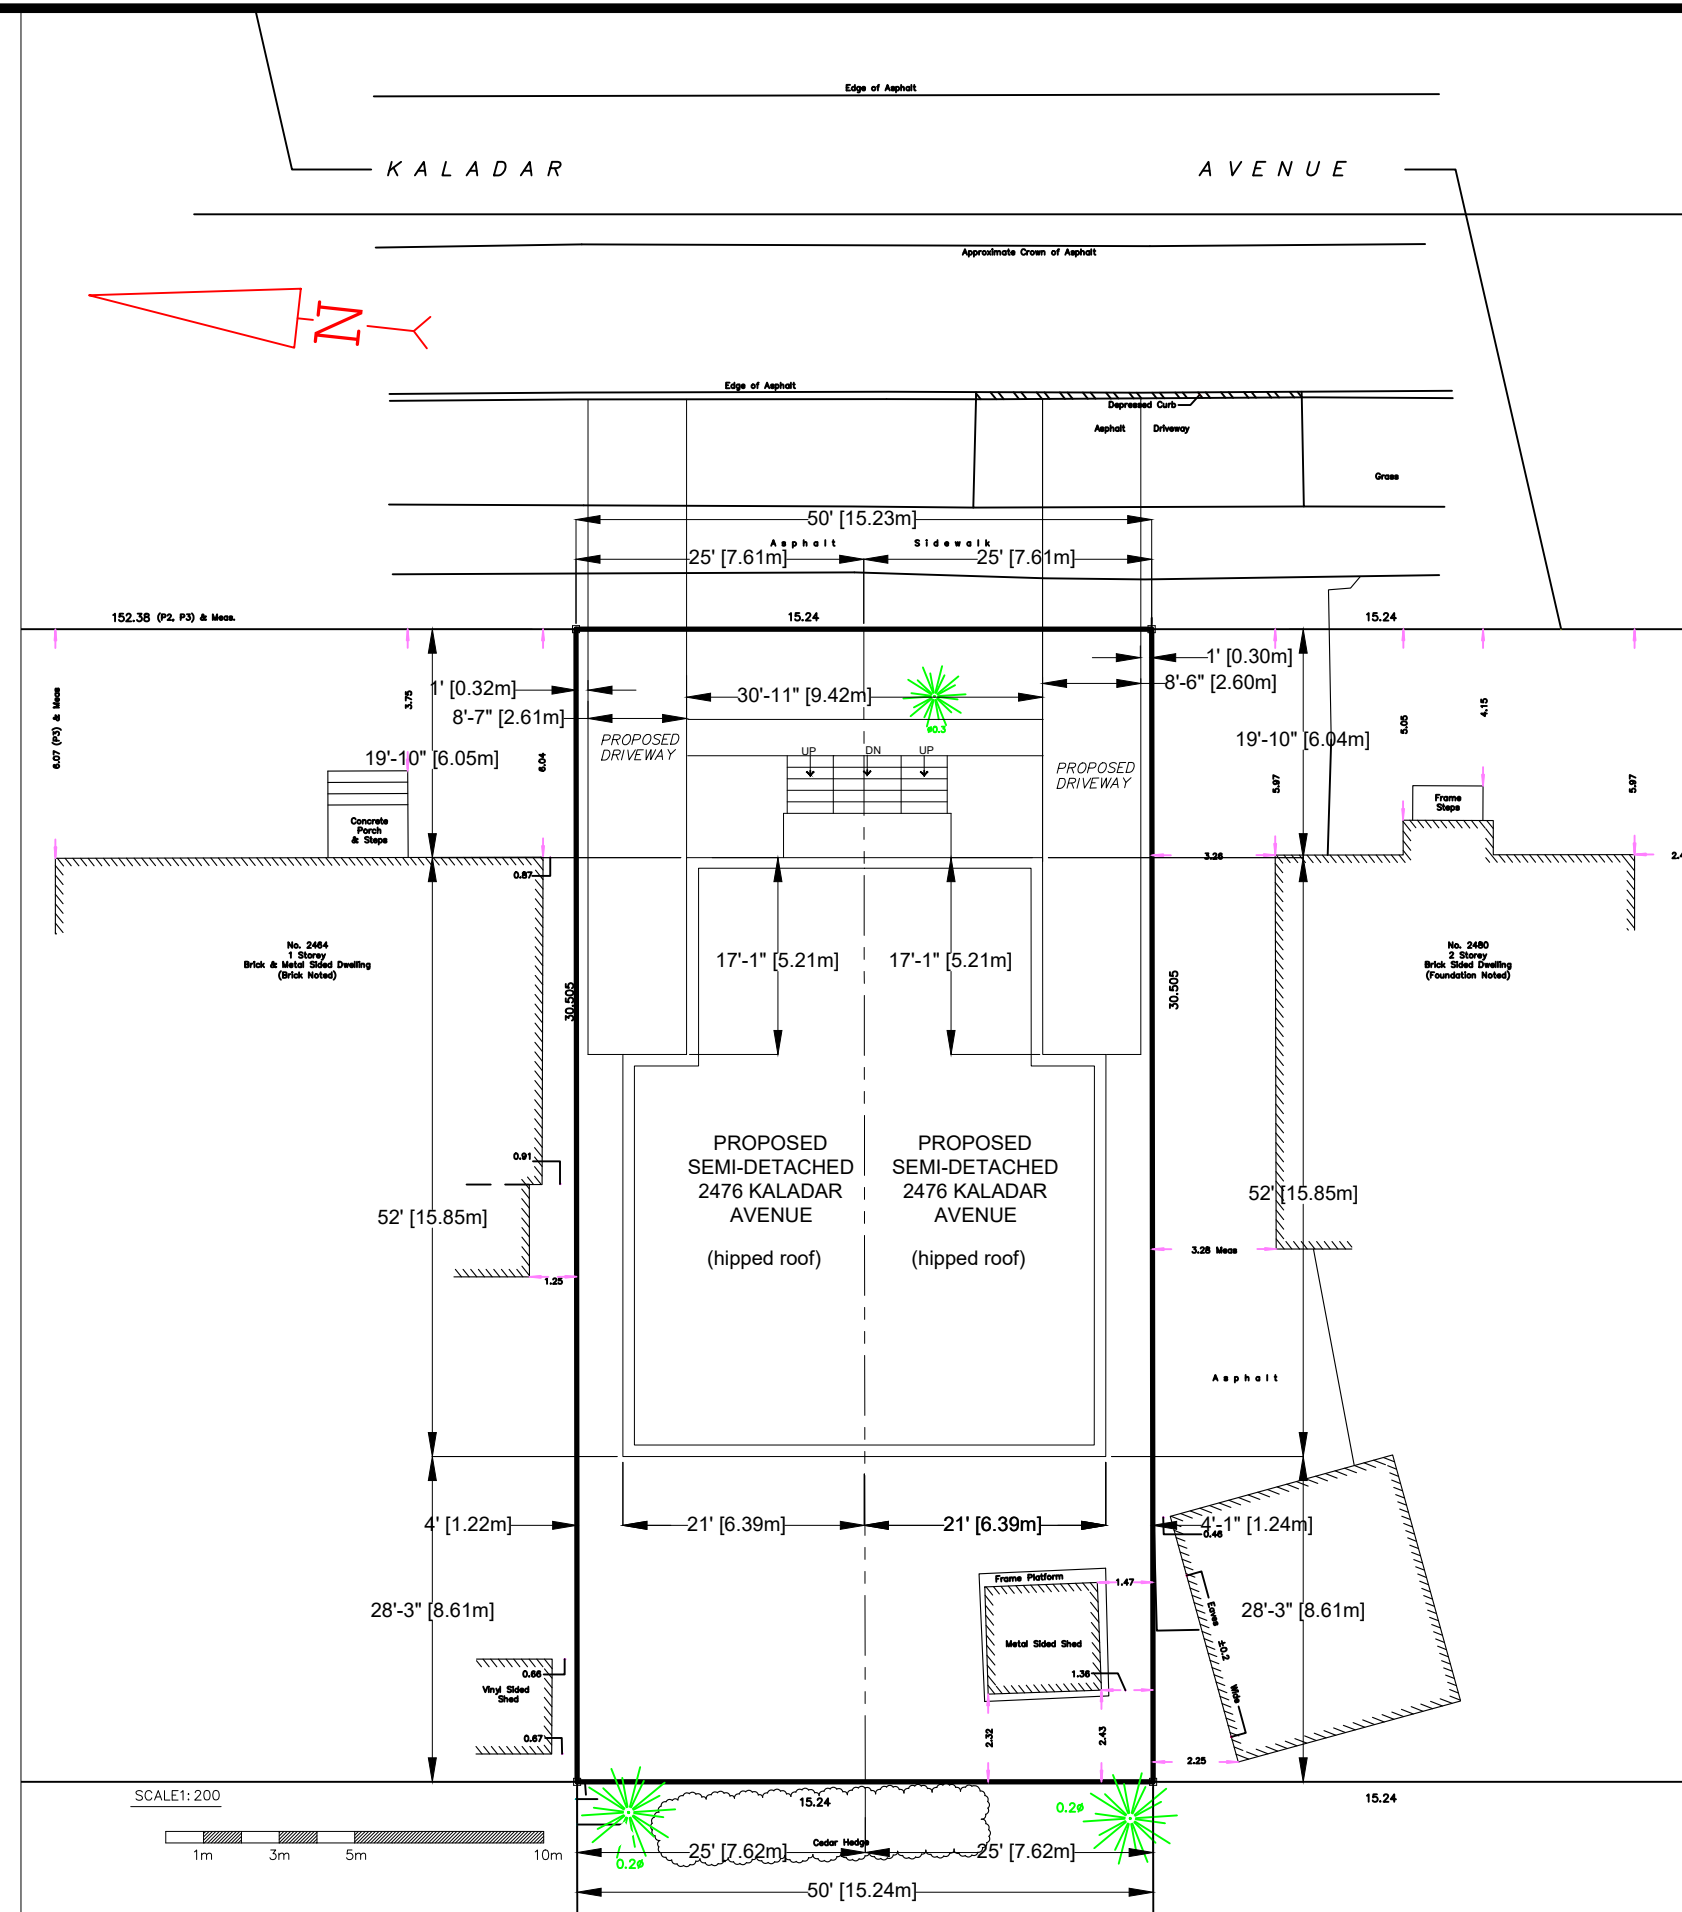 Edge of Asphalt
KALADAR AVENUE
Approximate Crown of Asphalt
N
Edge of Asphalt
Depressed Curb
Asphalt Driveway
Grass
50' [15.23m]
Asphalt Sidewalk
25' [7.61m] 25' [7.61m]
152.38 (P2, P3) & Meas.
15.24
15.24
1' [0.30m]
1' [0.32m]
30'-11" [9.42m]
8'-6" [2.60m]
8'-7" [2.61m]
6.07 (P3) & Meas
3.75
6.04
ø0.3
5.05
4.15
5.97
5.97
PROPOSED
DRIVEWAY
19'-10" [6.05m]
19'-10" [6.04m]
UP DN UP
PROPOSED
DRIVEWAY
Frame
Steps
Concrete
Porch
& Steps
3.28
2.4
0.87
No. 2464
1 Storey
Brick & Metal Sided Dwelling
(Brick Noted)
17'-1" [5.21m] 17'-1" [5.21m]
No. 2480
2 Storey
Brick Sided Dwelling
(Foundation Noted)
30.505
30.505
0.91
PROPOSED
SEMI-DETACHED
2476 KALADAR
AVENUE
(hipped roof)
PROPOSED
SEMI-DETACHED
2476 KALADAR
AVENUE
(hipped roof)
52' [15.85m]
52' [15.85m]
3.28 Meas
1.25
Asphalt
4' [1.22m]
21' [6.39m] 21' [6.39m]
4'-1" [1.24m]
0.46
Frame Platform
1.47
28'-3" [8.61m]
28'-3" [8.61m]
Eaves ±0.2 Wide
Metal Sided Shed
0.66
1.36
Vinyl Sided
Shed
0.67
2.32
2.43
2.25
SCALE1:200
15.24
0.2ø
15.24
Cedar Hedge
1m 3m 5m 10m
25' [7.62m] 25' [7.62m]
0.2ø
50' [15.24m]